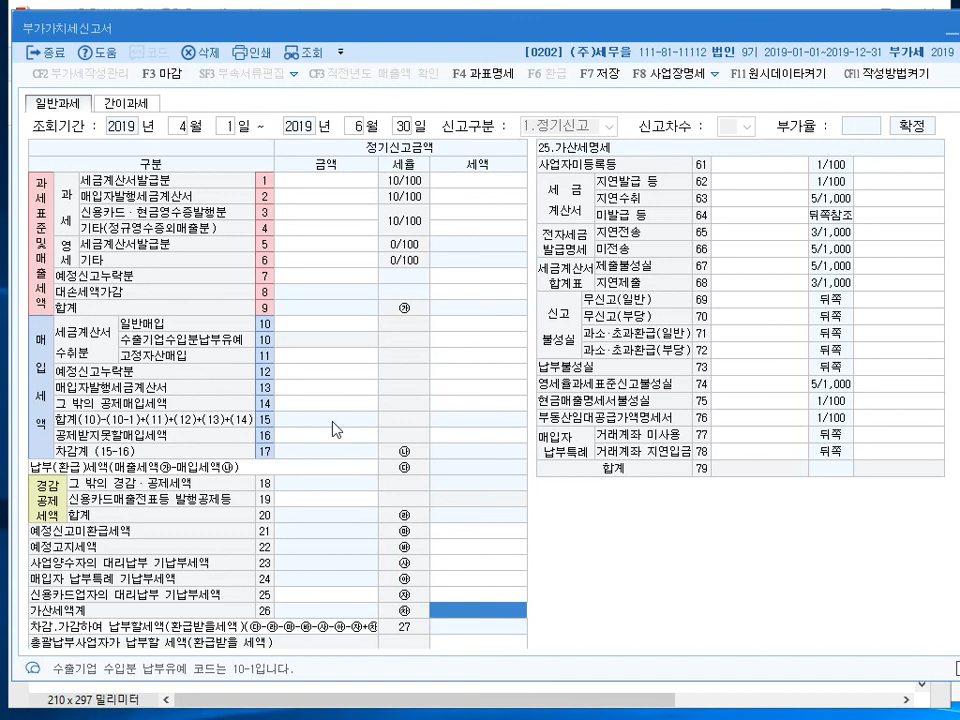 부가가치세신고서
종료 도움 코드 삭제 인쇄 조회 [0202] (주)세무을 111-81-11112 법인 9기 2019-01-01~2019-12-31 부가세 2019
CF2 부가세작성관리 F3 마감 SF3 부속서류편집 CF3 직전년도 매출액 확인 F4 과표명세 F6 환급 F7 저장 F8 사업장명세 F11 원시데이타켜기 CF11 작성방법켜기
일반과세 간이과세
조회기간 : 2019 년 4 월 1 일 ~ 2019 년 6 월 30 일 신고구분 : 1.정기신고 신고차수 : 부가율 : 확정
정기신고금액
구분 금액 세율 세액
과세표준및매출세액
과세
세금계산서발급분 1 10/100
매입자발행세금계산서 2 10/100
신용카드·현금영수증발행분 3
10/100
기타(정규영수증외매출분) 4
영세
세금계산서발급분 5 0/100
기타 6 0/100
예정신고누락분 7
대손세액가감 8
합계 9 ㉮
매입세액
세금계산서
수취분
일반매입 10
수출기업수입분납부유예 10
고정자산매입 11
예정신고누락분 12
매입자발행세금계산서 13
그 밖의 공제매입세액 14
합계(10)-(10-1)+(11)+(12)+(13)+(14) 15
공제받지못할매입세액 16
차감계 (15-16) 17 ㉯
납부(환급)세액(매출세액㉮-매입세액㉯) ㉰
경감
공제
세액
그 밖의 경감·공제세액 18
신용카드매출전표등 발행공제등 19
합계 20 ㉱
예정신고미환급세액 21 ㉲
예정고지세액 22 ㉳
사업양수자의 대리납부 기납부세액 23 ㉴
매입자 납부특례 기납부세액 24 ㉵
신용카드업자의 대리납부 기납부세액 25 ㉶
가산세액계 26 ㉷
차감.가감하여 납부할세액(환급받을세액)(㉰-㉱-㉲-㉳-㉴-㉵-㉶+㉷ 27
총괄납부사업자가 납부할 세액(환급받을 세액)
25.가산세명세
사업자미등록등 61 1/100
세 금
계산서
지연발급 등 62 1/100
지연수취 63 5/1,000
미발급 등 64 뒤쪽참조
전자세금
발급명세
지연전송 65 3/1,000
미전송 66 5/1,000
세금계산서
합계표
제출불성실 67 5/1,000
지연제출 68 3/1,000
신고
불성실
무신고(일반) 69 뒤쪽
무신고(부당) 70 뒤쪽
과소·초과환급(일반) 71 뒤쪽
과소·초과환급(부당) 72 뒤쪽
납부불성실 73 뒤쪽
영세율과세표준신고불성실 74 5/1,000
현금매출명세서불성실 75 1/100
부동산임대공급가액명세서 76 1/100
매입자
납부특례
거래계좌 미사용 77 뒤쪽
거래계좌 지연입금 78 뒤쪽
합계 79
수출기업 수입분 납부유예 코드는 10-1입니다.
210 x 297 밀리미터